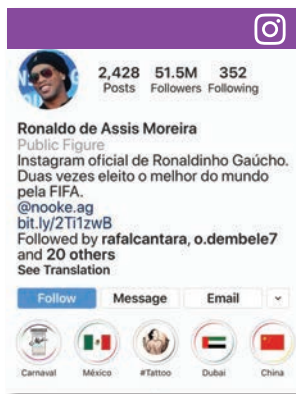 2,428 51.5M 352
Posts Followers Following
Ronaldo de Assis Moreira
Public Figure
Instagram oficial de Ronaldinho Gaúcho.
Duas vezes eleito o melhor do mundo
pela FIFA.
@nooke.ag
bit.ly/2Ti1zwB
Followed by rafalcantara, o.dembele7
and 20 others
See Translation
Follow Message Email
Carnaval México #Tattoo Dubai China